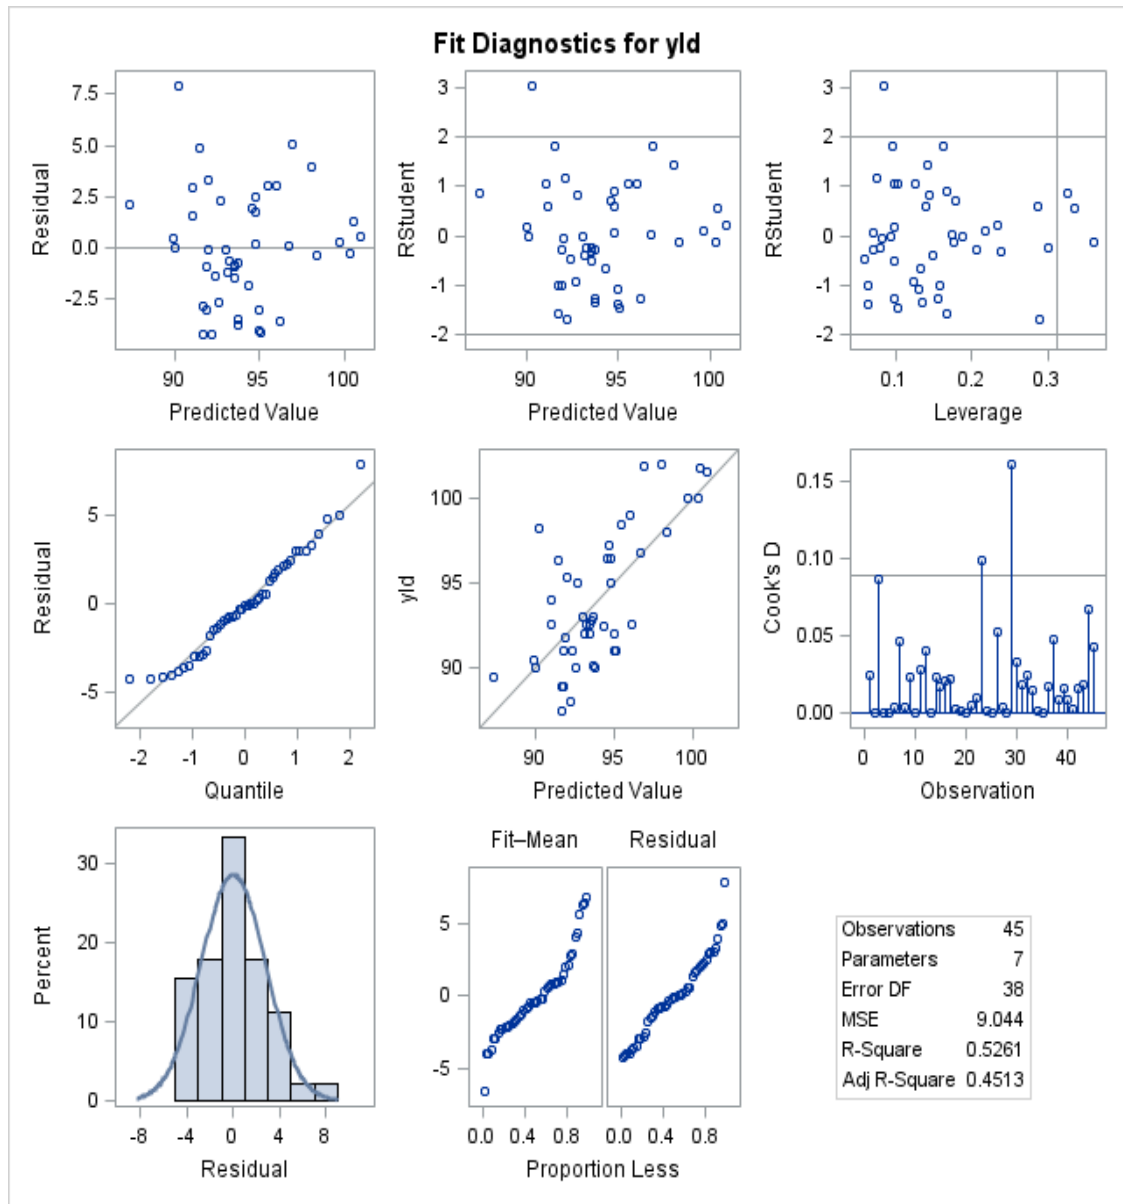 Fit Diagnostics for yld
Residual
7.5
5.0
2.5
0.0
-2.5
90 95 100
Predicted Value
RStudent
3
2
1
0
-1
-2
90 95 100
Predicted Value
RStudent
3
2
1
0
-1
-2
0.1 0.2 0.3
Leverage
Residual
5
0
-5
-2 -1 0 1 2
Quantile
yld
100
95
90
90 95 100
Predicted Value
Cook's D
0.15
0.10
0.05
0.00
0 10 20 30 40
Observation
Percent
30
20
10
0
-8 -4 0 4 8
Residual
Fit–Mean Residual
5
0
-5
0.0 0.4 0.8 0.0 0.4 0.8
Proportion Less
Observations 45
Parameters 7
Error DF 38
MSE 9.044
R-Square 0.5261
Adj R-Square 0.4513